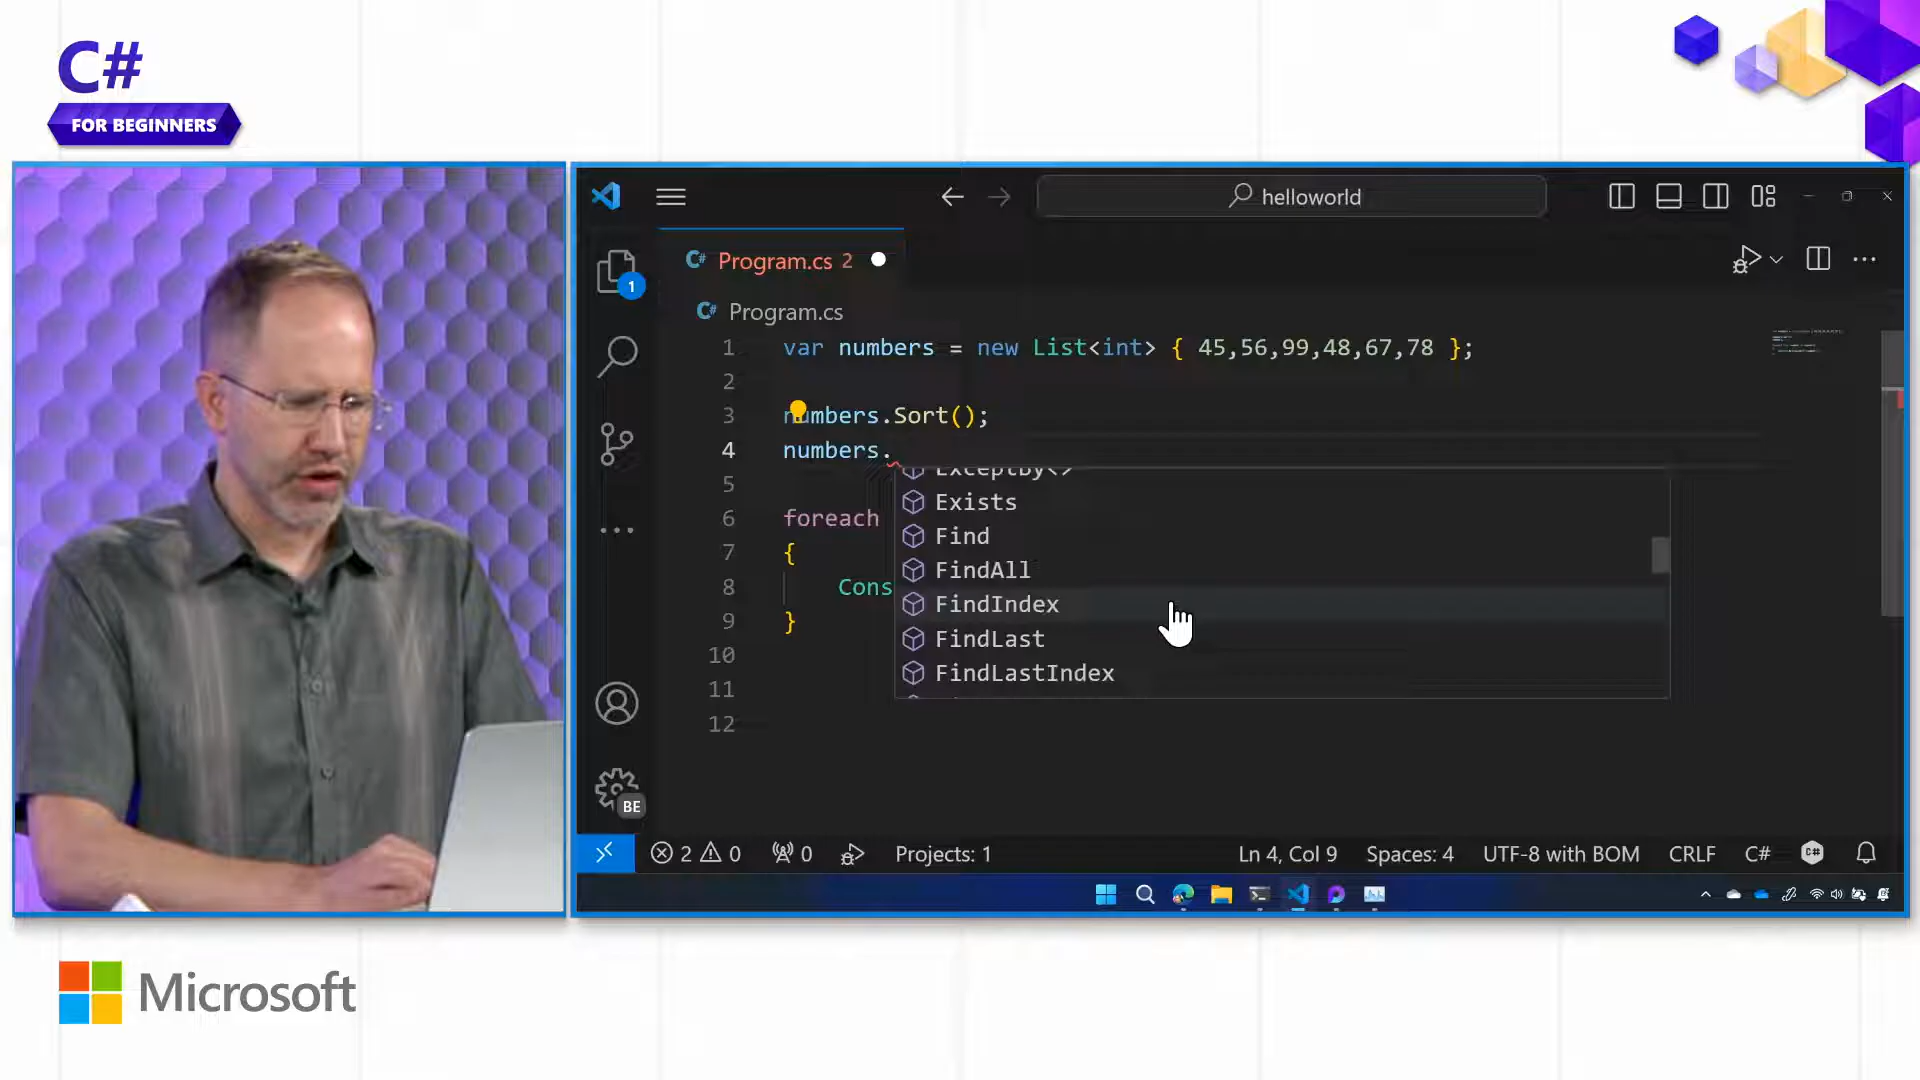 C#
FOR BEGINNERS
helloworld
C# Program.cs 2
C# Program.cs
1 var numbers = new List<int> { 45,56,99,48,67,78 };
2
3 numbers.Sort();
4 numbers.
ExceptBy<>
5
Exists
6 foreach
Find
7 {
FindAll
8 Cons
FindIndex
9 }
FindLast
10
FindLastIndex
11
12
1
BE
2 0 0 Projects: 1 Ln 4, Col 9 Spaces: 4 UTF-8 with BOM CRLF C# C#
Microsoft